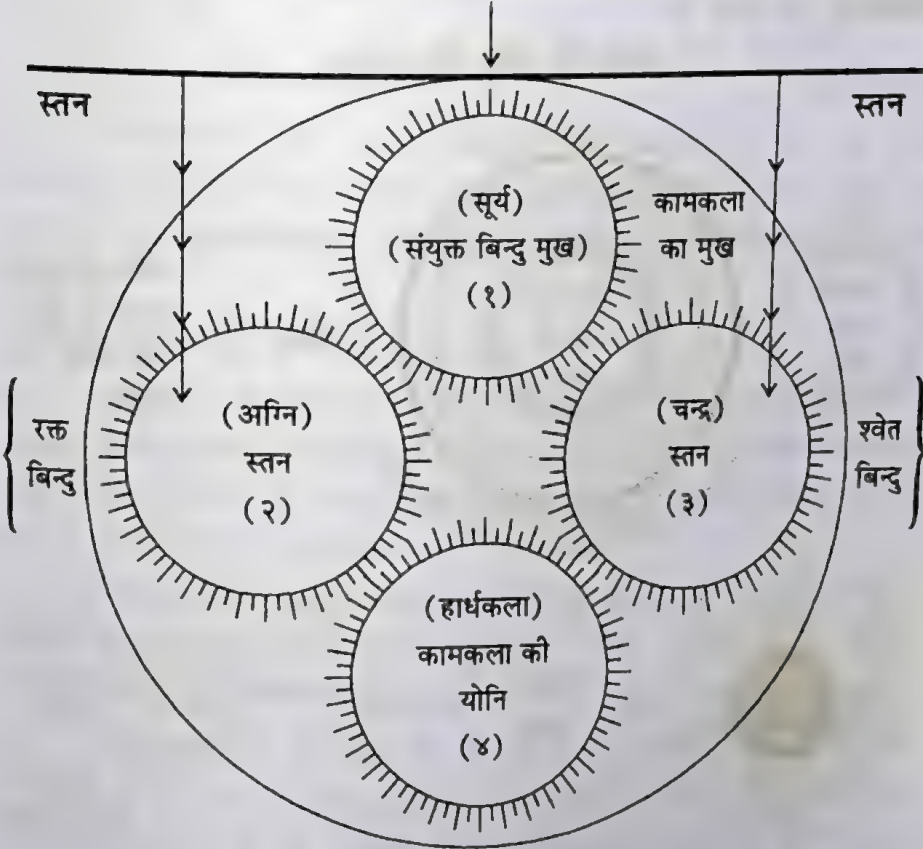 स्तन
स्तन
(सूर्य)
(संयुक्त बिन्दु मुख)
(१)
कामकला
का मुख
रक्त
बिन्दु
(अग्नि)
स्तन
(२)
(चन्द्र)
स्तन
(३)
श्वेत
बिन्दु
(हार्धकला)
कामकला की
योनि
(४)